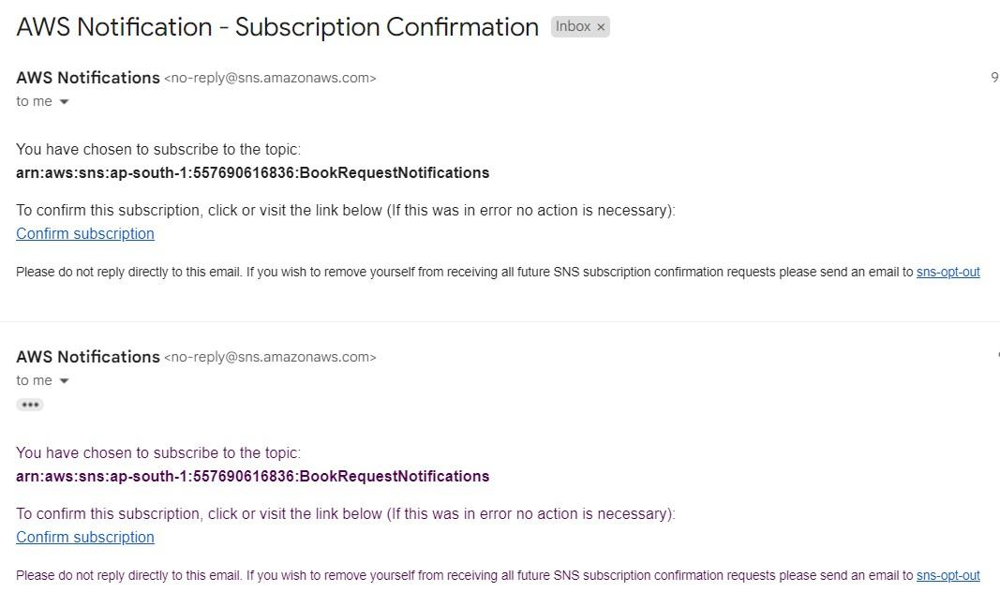 AWS Notification - Subscription Confirmation Inbox ×
AWS Notifications <no-reply@sns.amazonaws.com> 9
to me
You have chosen to subscribe to the topic:
arn:aws:sns:ap-south-1:557690616836:BookRequestNotifications
To confirm this subscription, click or visit the link below (If this was in error no action is necessary):
Confirm subscription
Please do not reply directly to this email. If you wish to remove yourself from receiving all future SNS subscription confirmation requests please send an email to sns-opt-out
AWS Notifications <no-reply@sns.amazonaws.com>
to me
•••
You have chosen to subscribe to the topic:
arn:aws:sns:ap-south-1:557690616836:BookRequestNotifications
To confirm this subscription, click or visit the link below (If this was in error no action is necessary):
Confirm subscription
Please do not reply directly to this email. If you wish to remove yourself from receiving all future SNS subscription confirmation requests please send an email to sns-opt-out